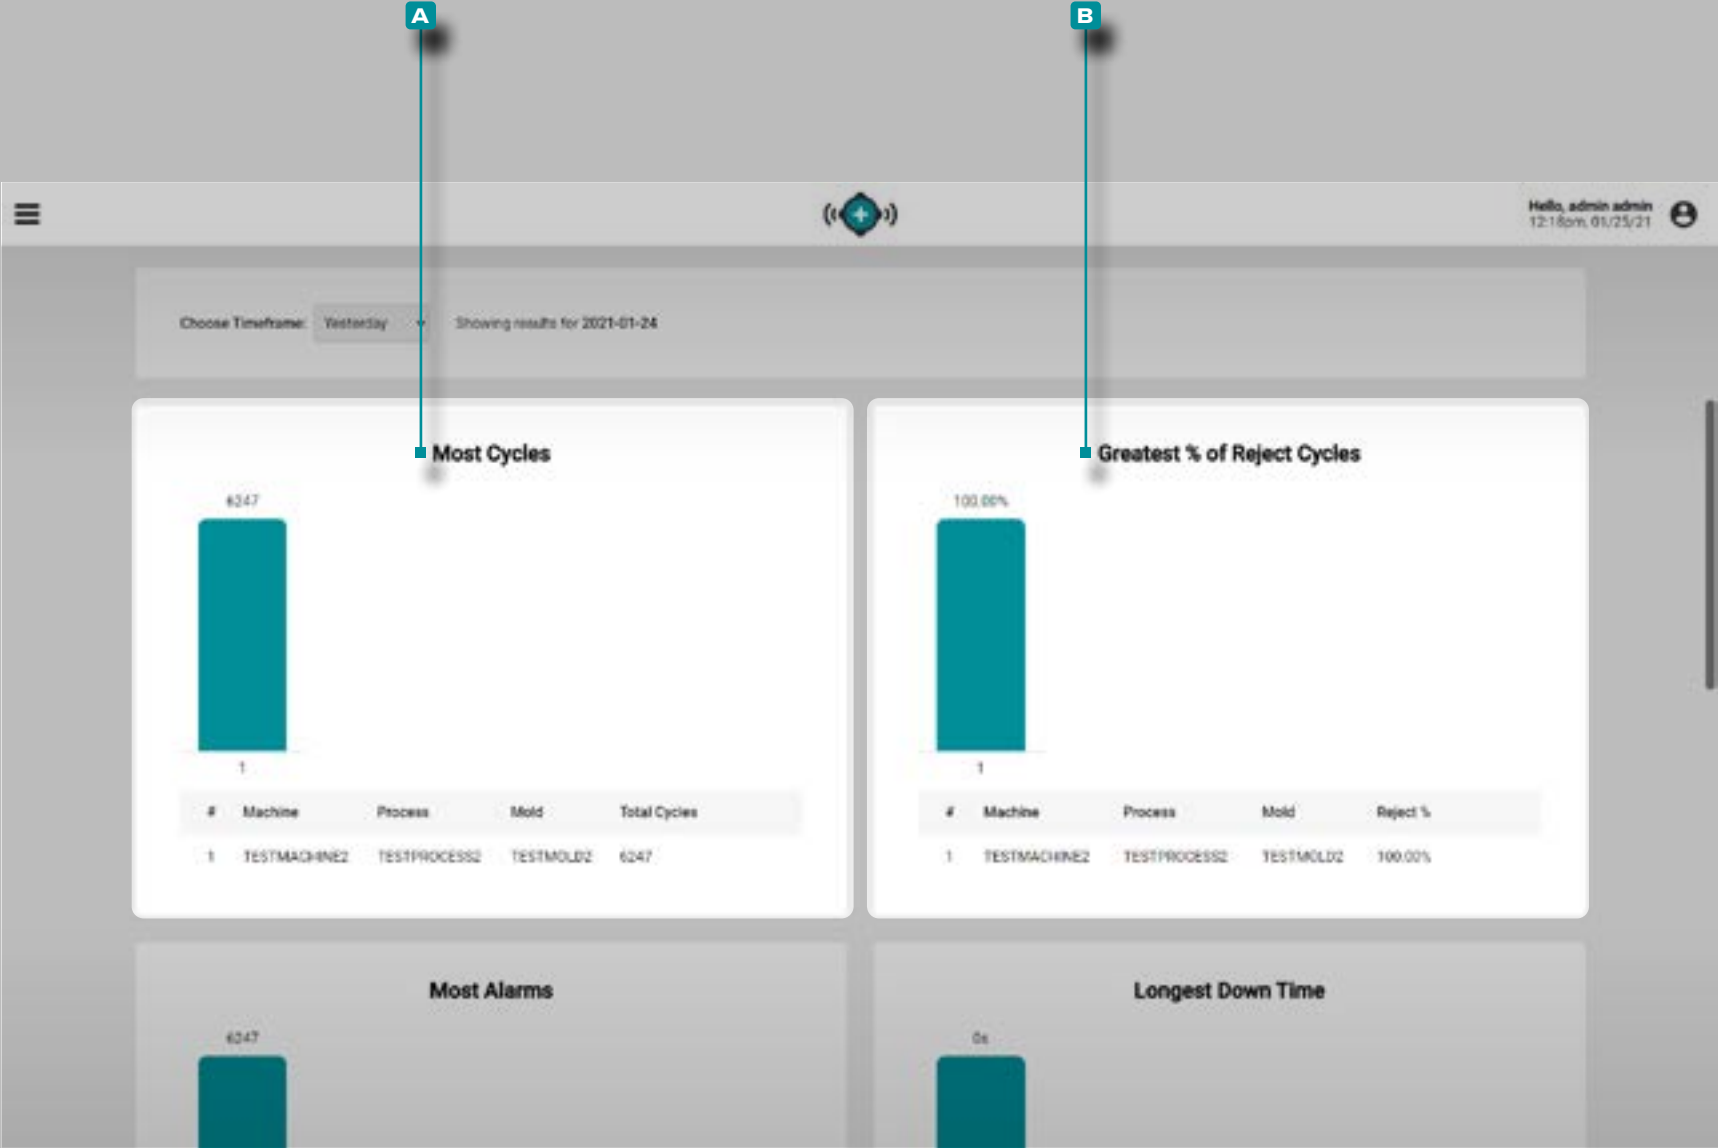 A
B
Hello, admin admin
12:18pm, 01/25/21
Choose Timeframe: Yesterday Showing results for 2021-01-24
Most Cycles
6247
1
# Machine Process Mold Total Cycles
1 TESTMACHINE2 TESTPROCESS2 TESTMOLD2 6247
Greatest % of Reject Cycles
100.00%
1
# Machine Process Mold Reject %
1 TESTMACHINE2 TESTPROCESS2 TESTMOLD2 100.00%
Most Alarms
6247
Longest Down Time
0s